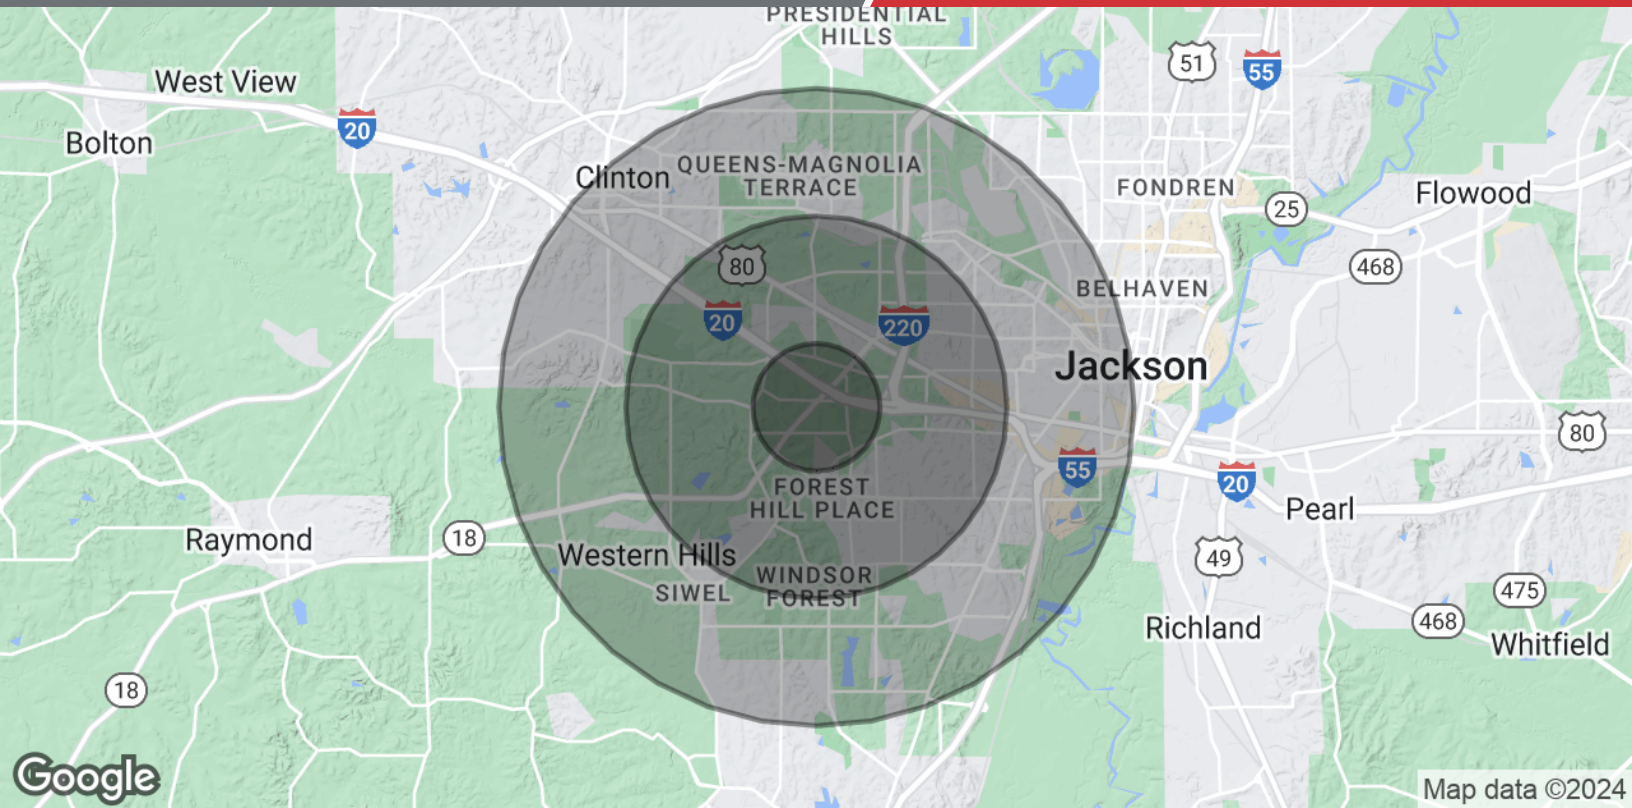 PRESIDENTIAL
HILLS
51
55
West View
20
Bolton
QUEENS-MAGNOLIA
TERRACE
Clinton
FONDREN
Flowood
25
80
468
BELHAVEN
20
220
Jackson
80
55
20
FOREST
HILL PLACE
Pearl
Raymond
18
Western Hills
49
WINDSOR
FOREST
SIWEL
475
468
Richland
Whitfield
18
Google
Map data ©2024